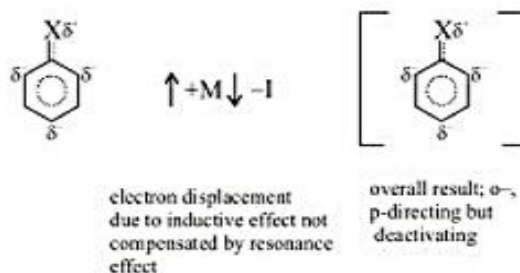 Xδ⁺
δ⁻ δ⁻
δ⁻
↑ +M ↓ −I
Xδ⁺
δ⁻ δ⁻
δ⁻
electron displacement
due to inductive effect not
compensated by resonance
effect
overall result; o−,
p-directing but
deactivating